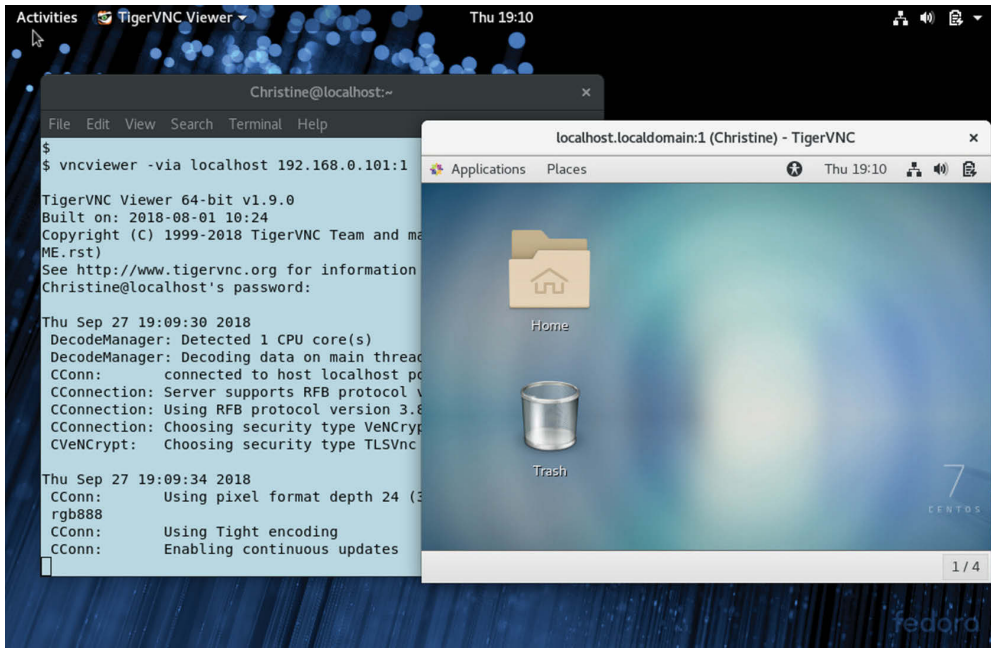 Activities TigerVNC Viewer Thu 19:10
Christine@localhost:~
File Edit View Search Terminal Help
$
$ vncviewer -via localhost 192.168.0.101:1
TigerVNC Viewer 64-bit v1.9.0
Built on: 2018-08-01 10:24
Copyright (C) 1999-2018 TigerVNC Team and
ME.rst)
See http://www.tigervnc.org for information
Christine@localhost's password:
Thu Sep 27 19:09:30 2018
DecodeManager: Detected 1 CPU core(s)
DecodeManager: Decoding data on main
CConn: connected to host localhost
CConnection: Server supports RFB protocol
CConnection: Using RFB protocol version 3.8
CConnection: Choosing security type
CVeNCrypt: Choosing security type TLSVnc
Thu Sep 27 19:09:34 2018
CConn: Using pixel format depth 24
rgb888
CConn: Using Tight encoding
CConn: Enabling continuous updates
localhost.localdomain:1 (Christine) - TigerVNC
Applications Places Thu 19:10
Home
Trash
7
CENTOS
1 / 4
fedora